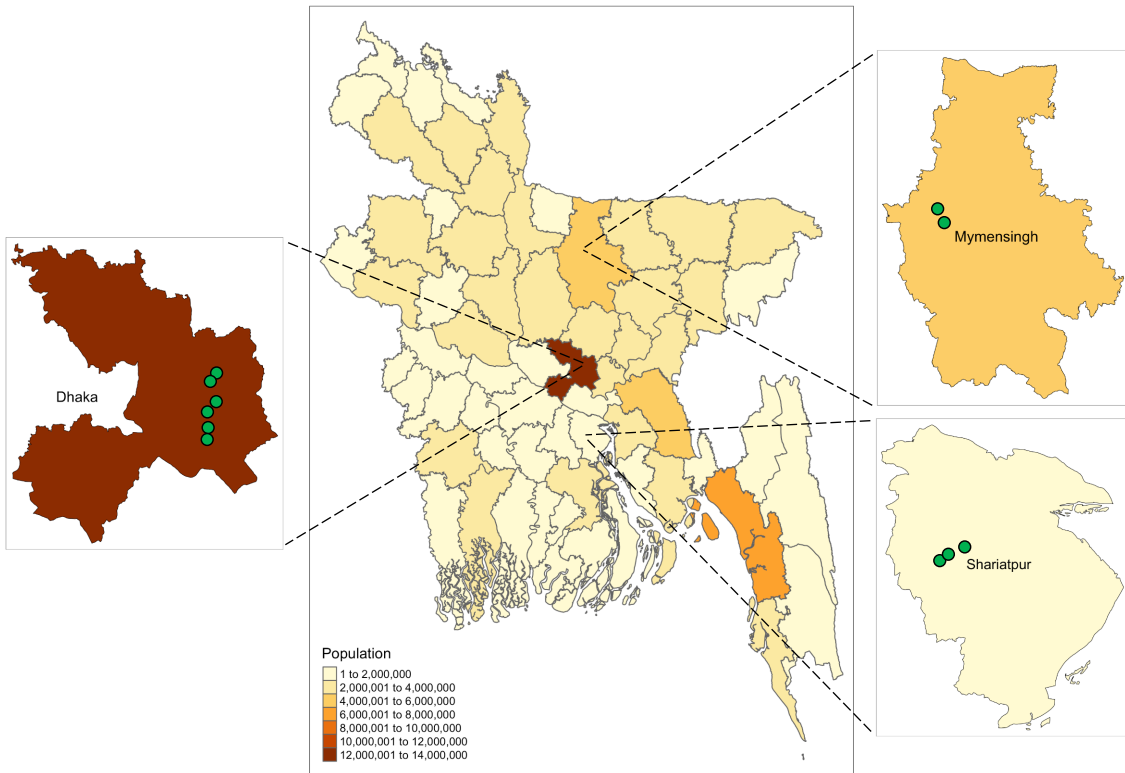 Mymensingh
Dhaka
Shariatpur
Population
1 to 2,000,000
2,000,001 to 4,000,000
4,000,001 to 6,000,000
6,000,001 to 8,000,000
8,000,001 to 10,000,000
10,000,001 to 12,000,000
12,000,001 to 14,000,000